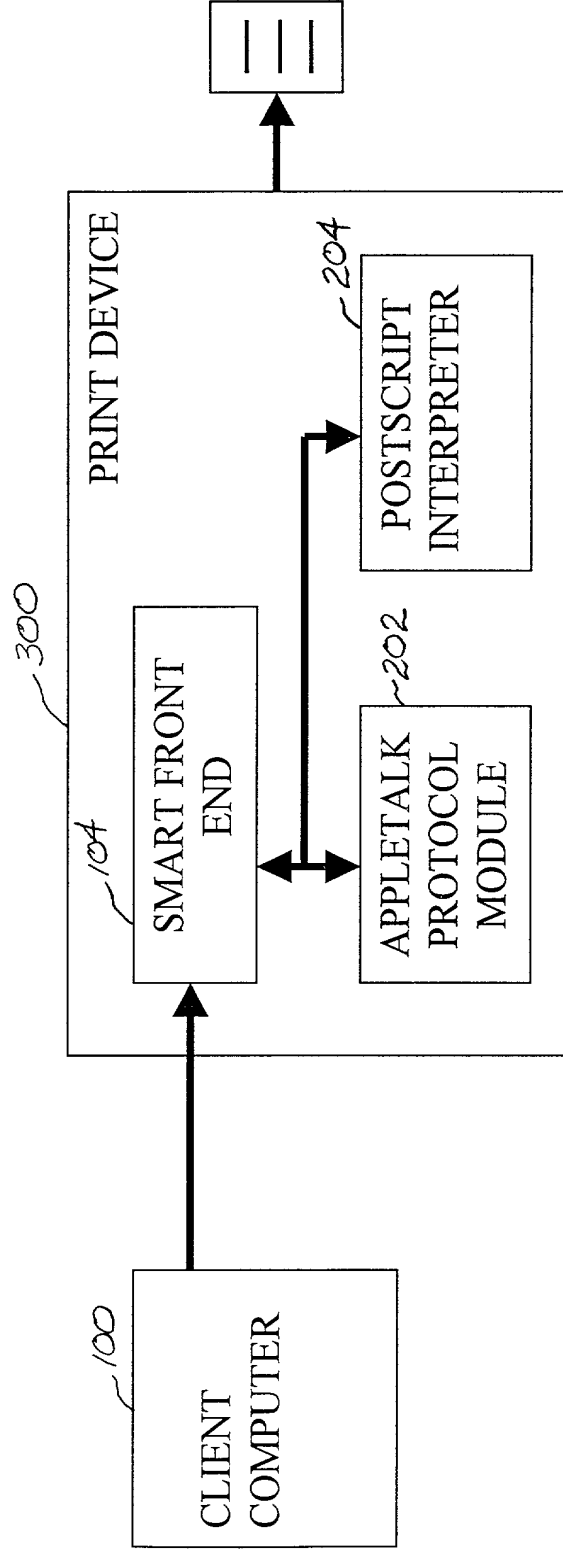 300
PRINT DEVICE
104
SMART FRONT
END
100
CLIENT
COMPUTER
202
APPLETALK
PROTOCOL
MODULE
204
POSTSCRIPT
INTERPRETER